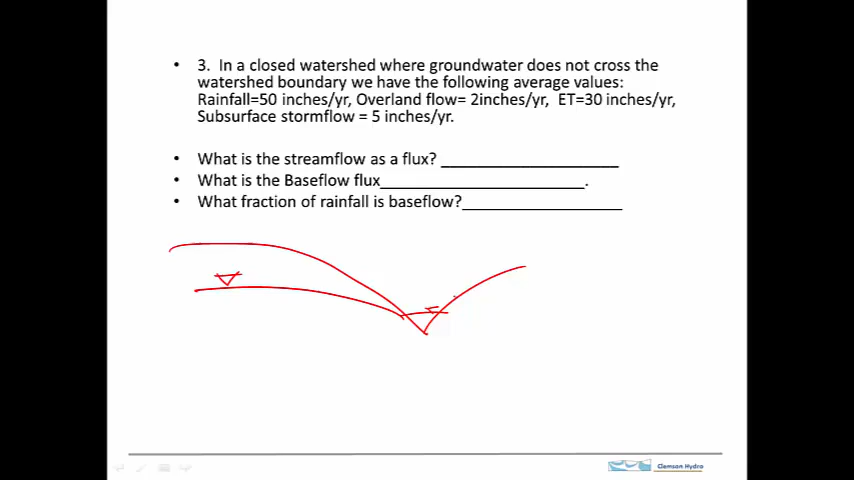 • 3. In a closed watershed where groundwater does not cross the
watershed boundary we have the following average values:
Rainfall=50 inches/yr, Overland flow= 2inches/yr, ET=30 inches/yr,
Subsurface stormflow = 5 inches/yr.
• What is the streamflow as a flux? ____________________
• What is the Baseflow flux_______________________.
• What fraction of rainfall is baseflow?__________________
Clemson Hydro